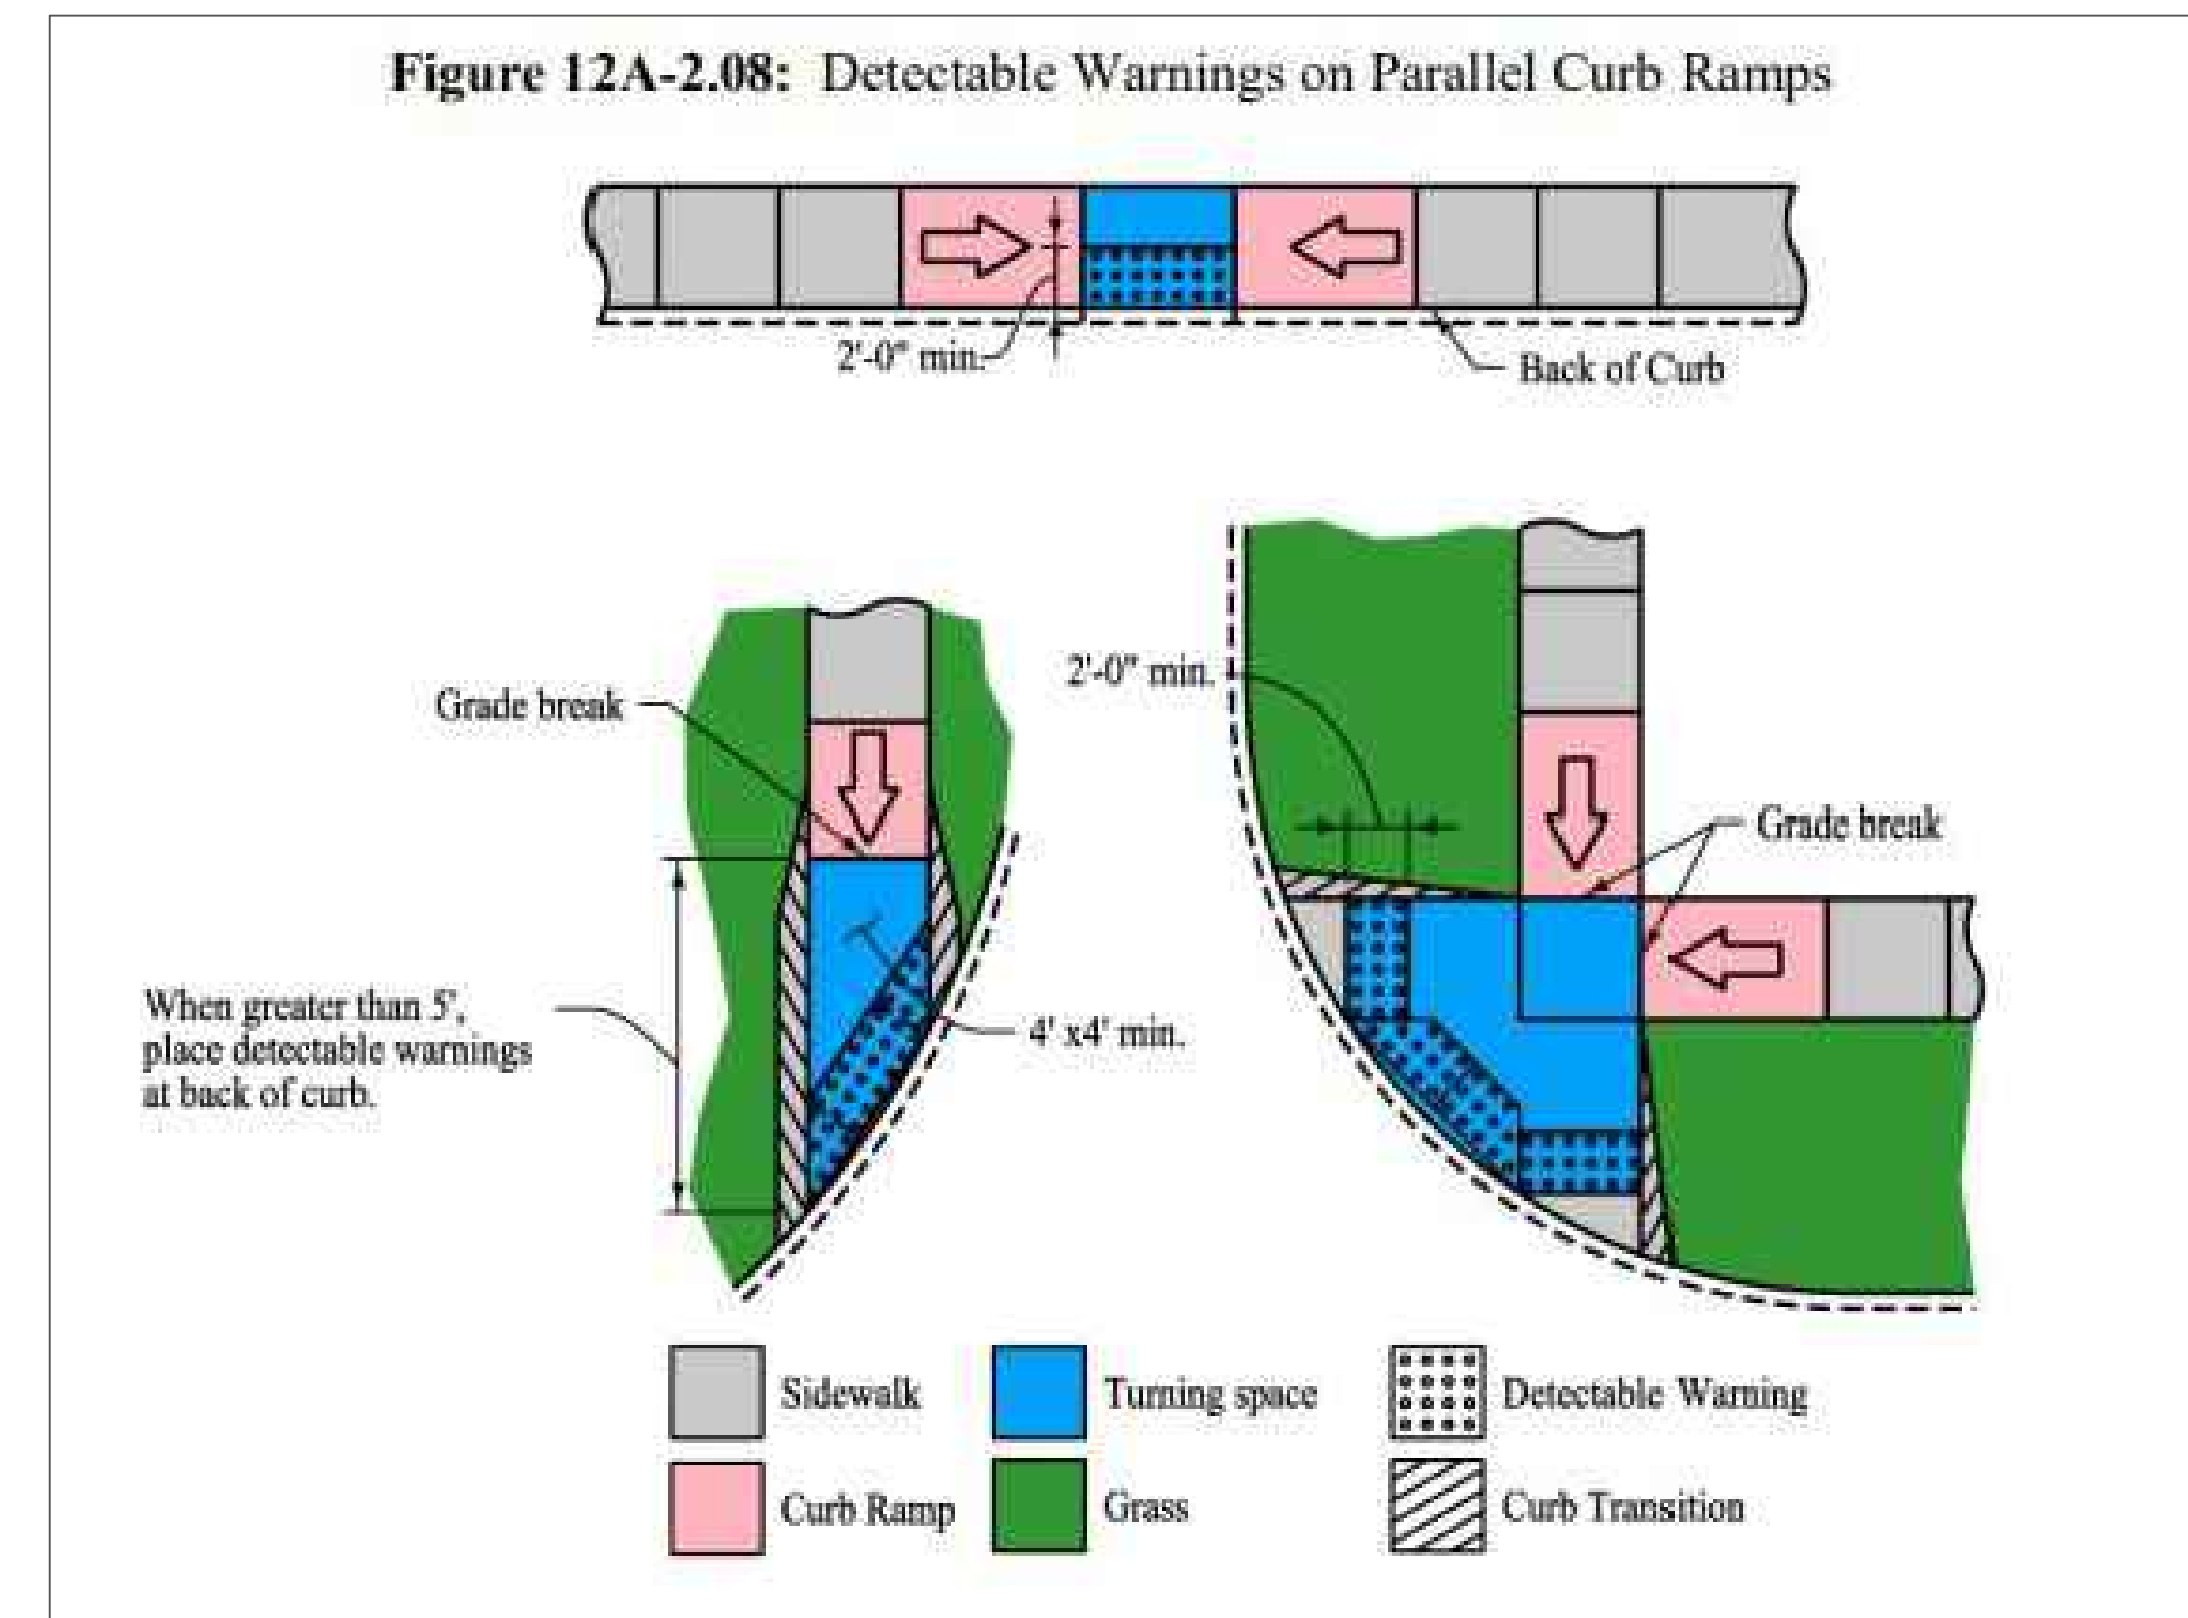 Figure 12A-2.08: Detectable Warnings on Parallel Curb Ramps
2'-0" min.
Back of Curb
2'-0" min.
Grade break
Grade break
When greater than 5',
place detectable warnings
at back of curb.
4' x4' min.
Sidewalk
Turning space
Detectable Warning
Curb Ramp
Grass
Curb Transition